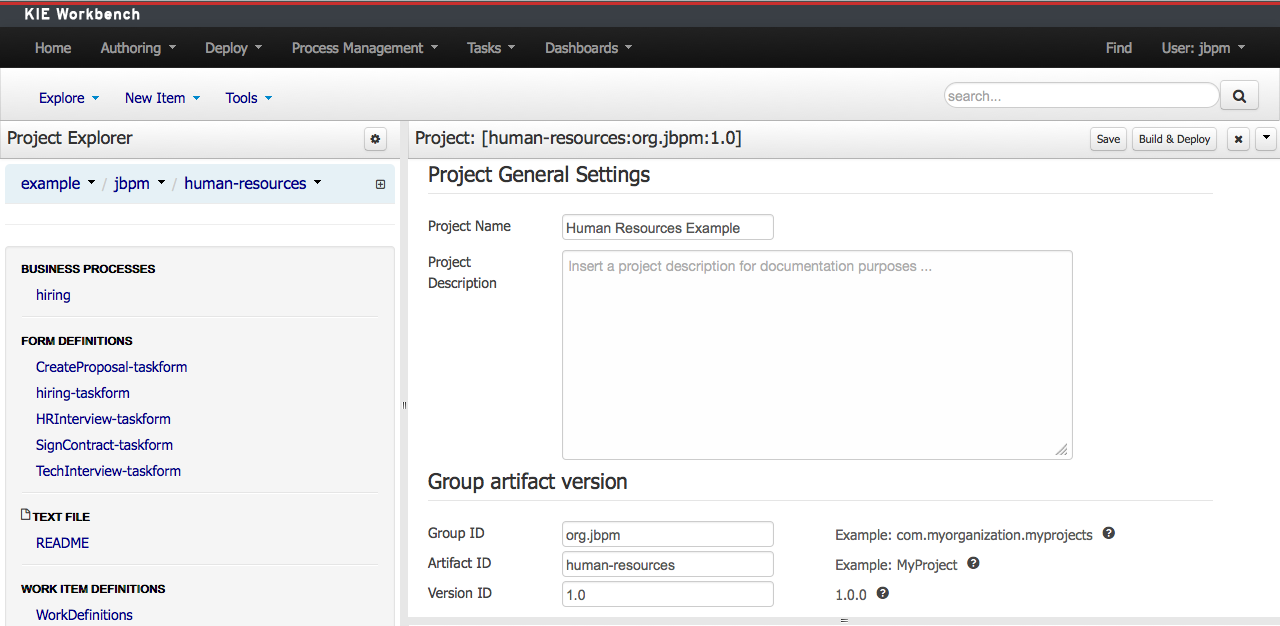 KIE Workbench
Home Authoring Deploy Process Management Tasks Dashboards Find User: jbpm
Explore New Item Tools search...
Project Explorer
example / jbpm / human-resources
BUSINESS PROCESSES
hiring
FORM DEFINITIONS
CreateProposal-taskform
hiring-taskform
HRInterview-taskform
SignContract-taskform
TechInterview-taskform
TEXT FILE
README
WORK ITEM DEFINITIONS
WorkDefinitions
Project: [human-resources:org.jbpm:1.0] Save Build & Deploy
Project General Settings
Project Name Human Resources Example
Project
Description
Insert a project description for documentation purposes ...
Group artifact version
Group ID org.jbpm Example: com.myorganization.myprojects
Artifact ID human-resources Example: MyProject
Version ID 1.0 1.0.0